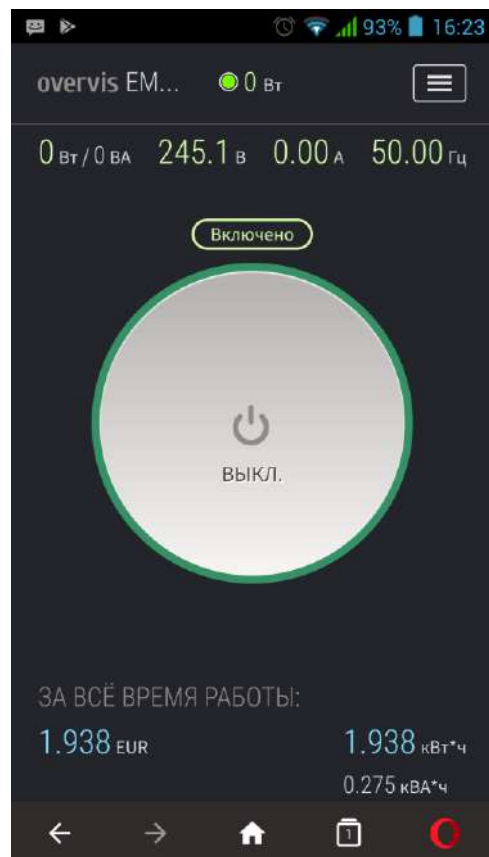 93% 16:23
overvis EM... 0 Вт
0 Вт / 0 ВА 245.1 В 0.00 А 50.00 Гц
Включено
ВЫКЛ.
ЗА ВСЁ ВРЕМЯ РАБОТЫ:
1.938 EUR 1.938 кВт*ч
0.275 кВА*ч
1